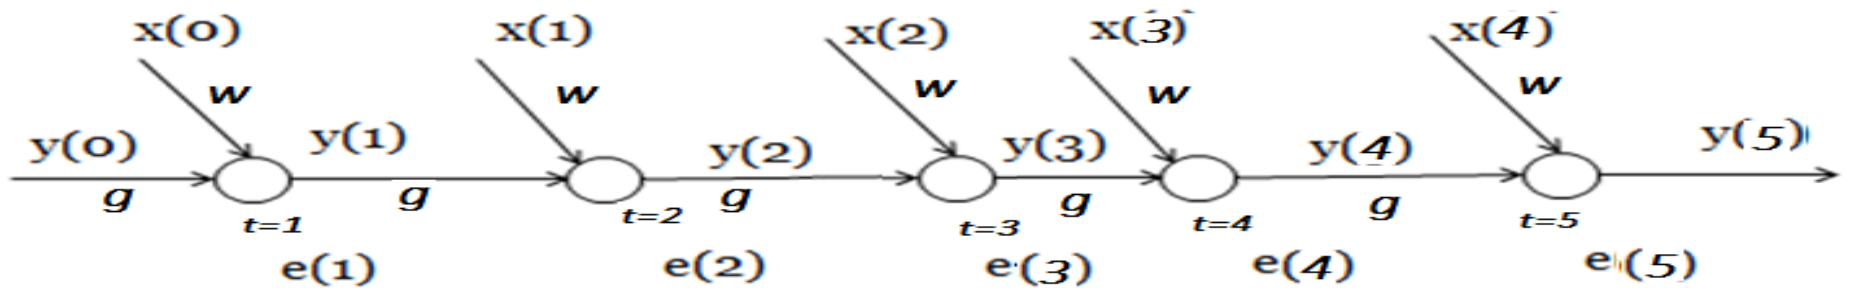 x(0) x(1) x(2) x(3) x(4)
w w w w w
y(0) y(1) y(2) y(3) y(4) y(5)
g g g g g
t=1 t=2 t=3 t=4 t=5
e(1) e(2) e(3) e(4) e(5)